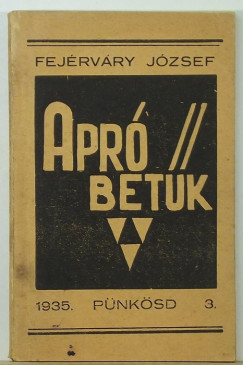 FEJÉRVÁRY JÓZSEF
APRÓ
BETŰK
1935. PÜNKÖSD 3.